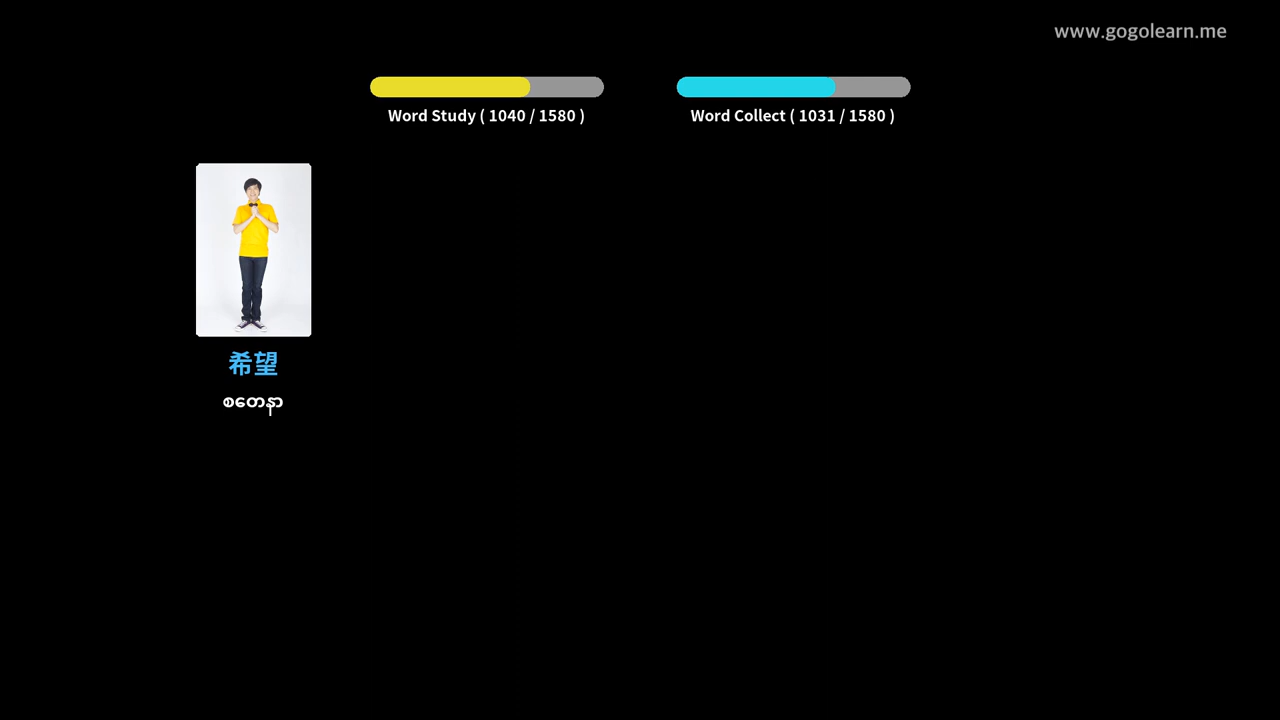 www.gogolearn.me
Word Study ( 1040 / 1580 )
Word Collect ( 1031 / 1580 )
希望
စတေနာ